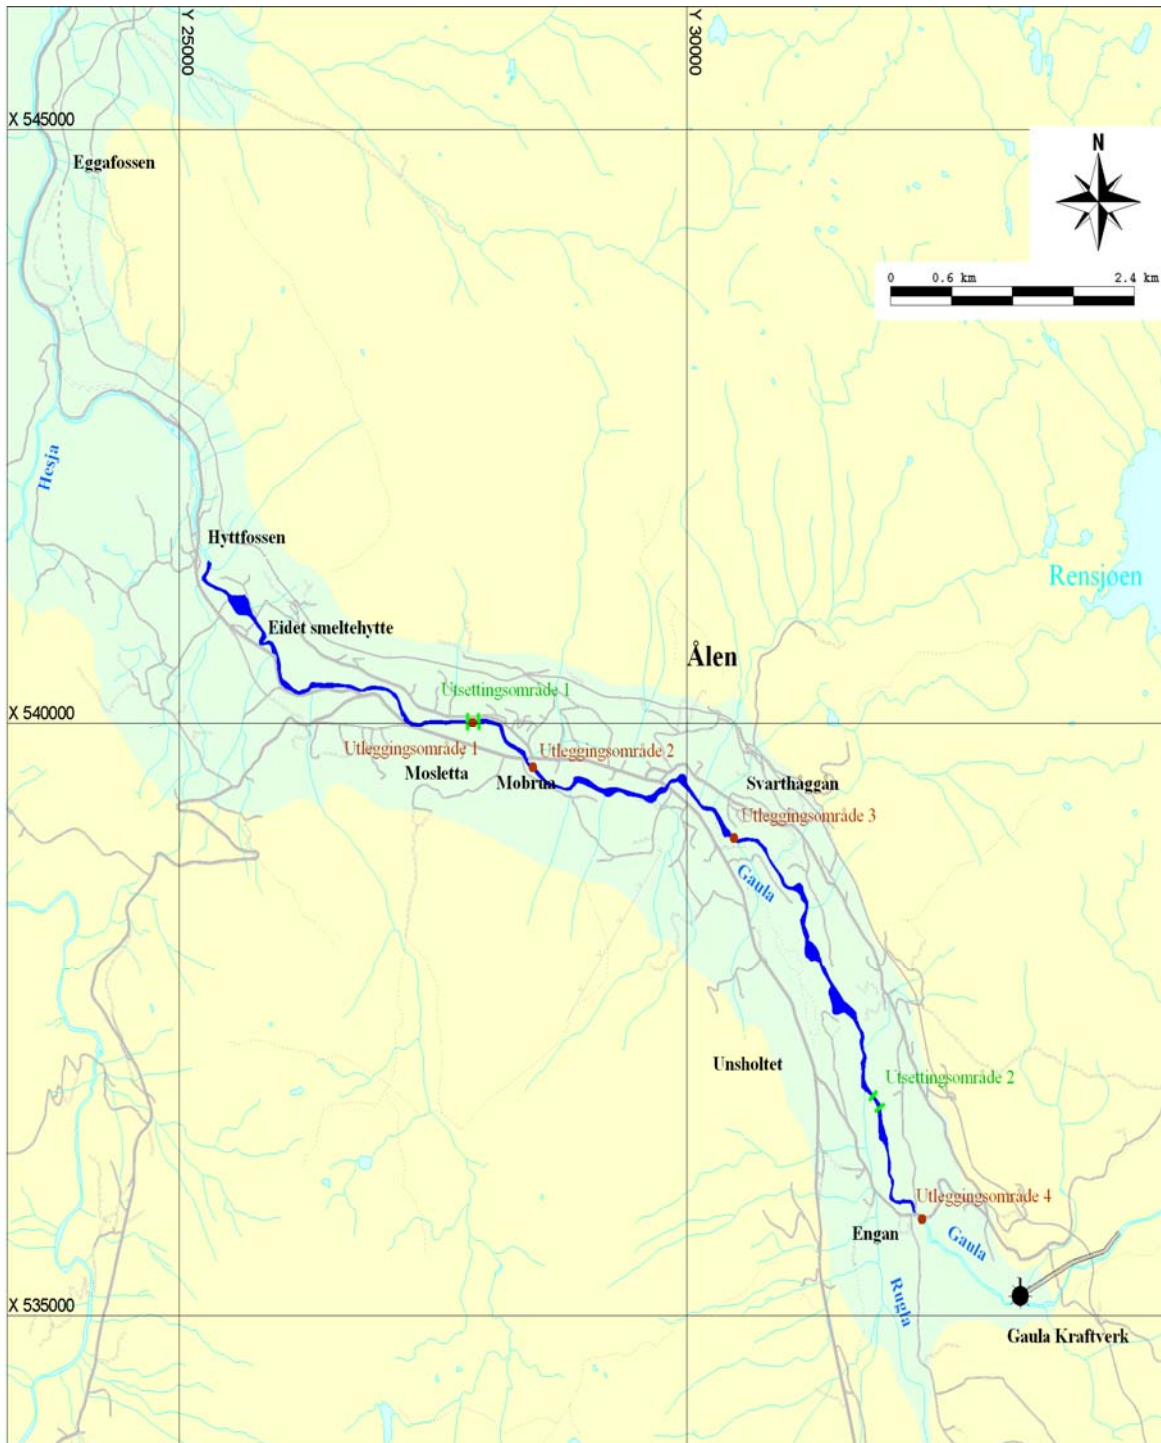 Y 25000
Y 30000
X 545000
Eggafossen
N
0 0.6 km 2.4 km
Hesja
Hyttfossen
Rensjøen
Eidet smeltehytte
Ålen
Utsettingsområde 1
X 540000
Utleggingsområde 1
Utleggingsområde 2
Mosletta
Mobrua
Svarthåggan
Utleggingsområde 3
Gaula
Unsholtet
Utsettingsområde 2
Utleggingsområde 4
Engan
Gaula
Rugla
X 535000
Gaula Kraftverk